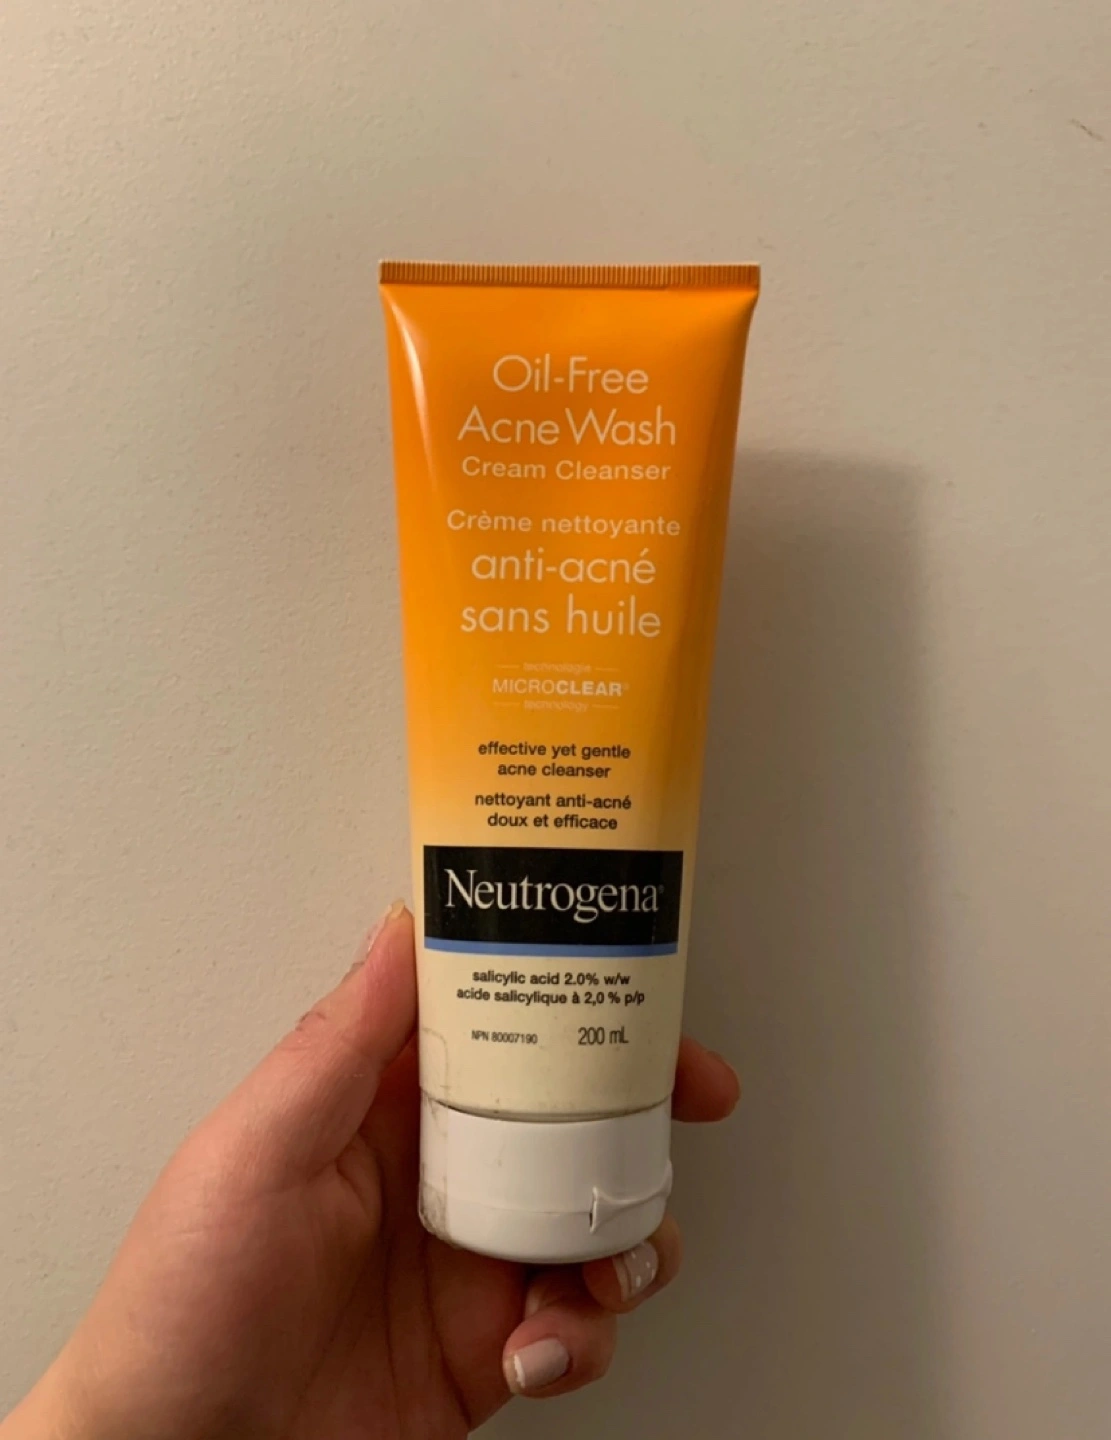 Oil-Free
Acne Wash
Cream Cleanser
Crème nettoyante
anti-acné
sans huile
technologie
MICROCLEAR®
technology
effective yet gentle
acne cleanser
nettoyant anti-acné
doux et efficace
Neutrogena®
salicylic acid 2.0% w/w
acide salicylique à 2,0 % p/p
NPN 80007190 200 mL